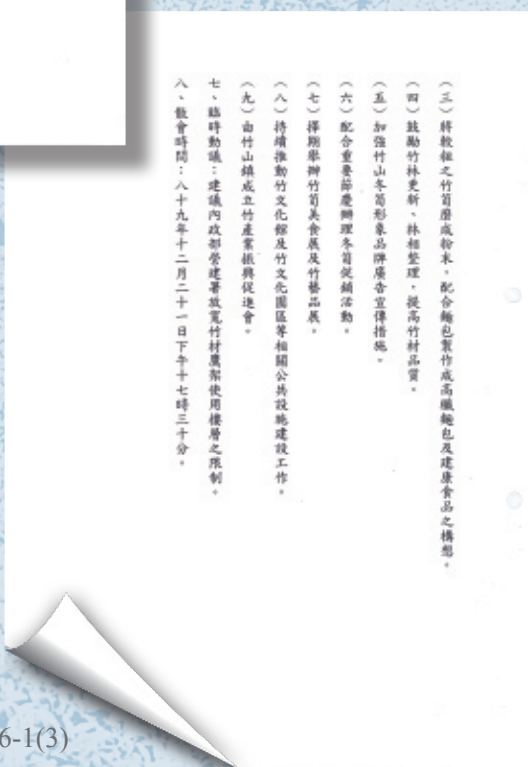 (三)將較粗之竹筍磨成粉末，配合麵包製作成高纖麵包及建康食品之構想。
(四)鼓勵竹林更新、林相整理，提高竹材品質。
(五)加強竹山冬筍形象品牌廣告宣傳措施。
(六)配合重要節慶辦理冬筍促銷活動。
(七)擇期舉辦竹筍美食展及竹藝品展。
(八)持續推動竹文化館及竹文化園區等相關公共設施建設工作。
(九)由竹山鎮成立竹產業振興促進會。
七、臨時動議：建議內政部營建署放寬竹材鷹架使用樓層之限制。
八、散會時間：八十九年十二月二十一日下午十七時三十分。
6-1(3)